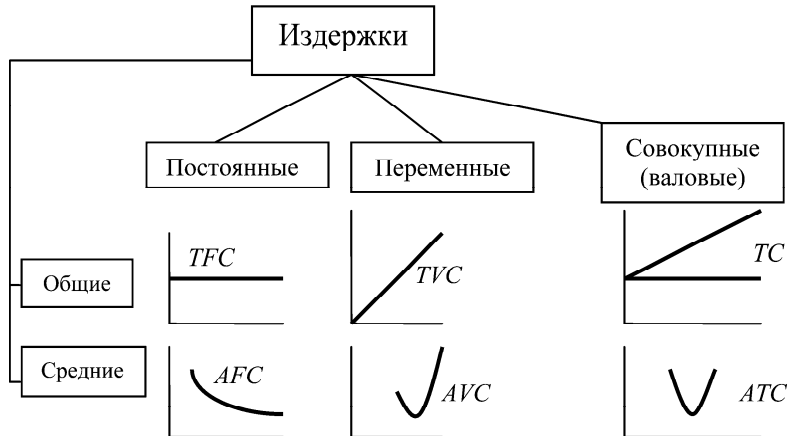 Издержки
Постоянные
Переменные
Совокупные
(валовые)
Общие
TFC
TVC
TC
Средние
AFC
AVC
ATC